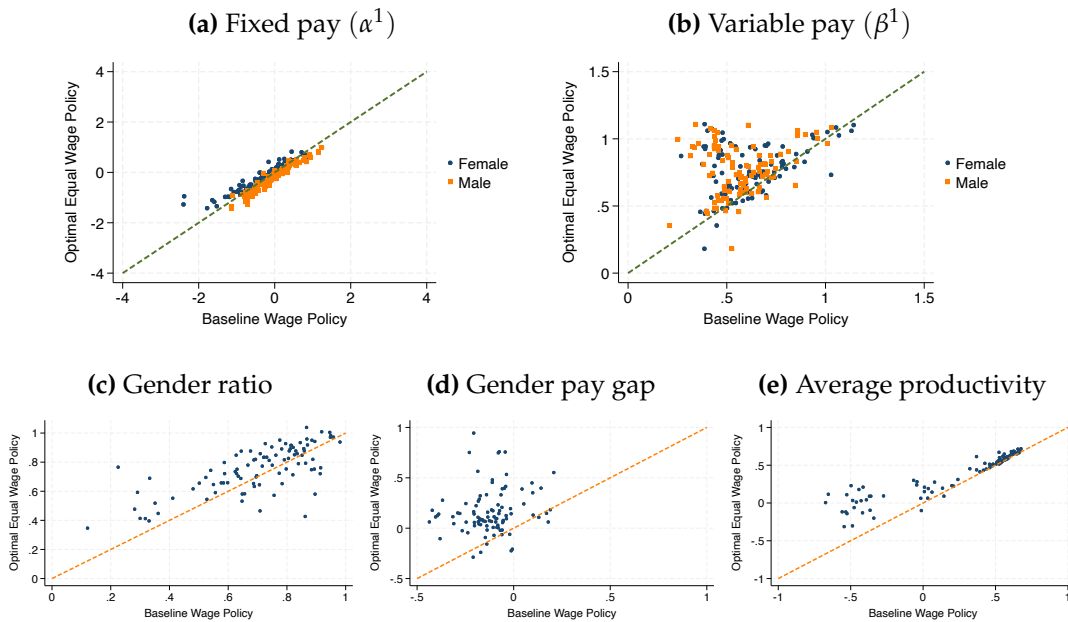 (a) Fixed pay (α¹)
(b) Variable pay (β¹)
Optimal Equal Wage Policy
4
2
0
-2
-4
-4
-2
0
2
4
Baseline Wage Policy
Female
Male
Optimal Equal Wage Policy
1.5
1
.5
0
0
.5
1
1.5
Baseline Wage Policy
Female
Male
(c) Gender ratio
(d) Gender pay gap
(e) Average productivity
Optimal Equal Wage Policy
1
.8
.6
.4
.2
0
0
.2
.4
.6
.8
1
Baseline Wage Policy
Optimal Equal Wage Policy
1
.5
0
-.5
-.5
0
.5
1
Baseline Wage Policy
Optimal Equal Wage Policy
1
.5
0
-.5
-1
-1
-.5
0
.5
1
Baseline Wage Policy